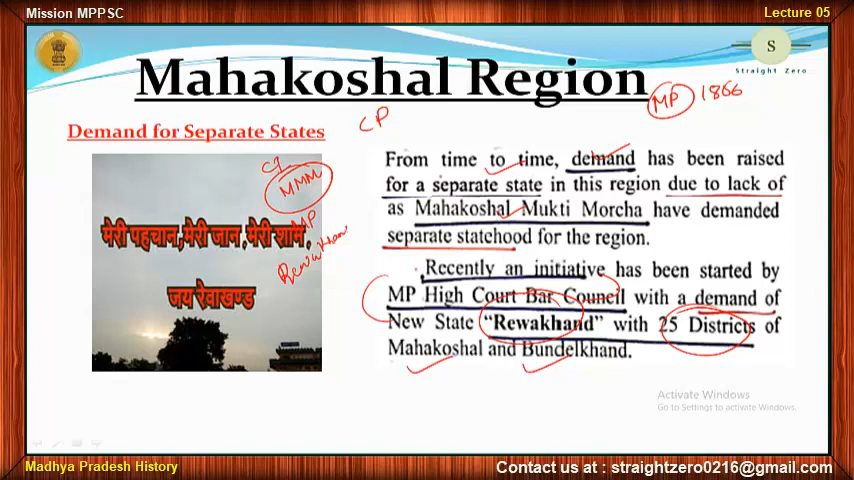 Mission MPPSC
Lecture 05
S
Straight Zero
Mahakoshal Region
MP 1866
Demand for Separate States
CP
MMM
MP
Rewakhan
मेरी पहचान,मेरी जान,मेरी शामें,
जय रेवाखण्ड
From time to time, demand has been raised
for a separate state in this region due to lack of
as Mahakoshal Mukti Morcha have demanded
separate statehood for the region.
Recently an initiative has been started by
MP High Court Bar Council with a demand of
New State "Rewakhand" with 25 Districts of
Mahakoshal and Bundelkhand.
Activate Windows
Go to Settings to activate Windows.
Madhya Pradesh History
Contact us at : straightzero0216@gmail.com